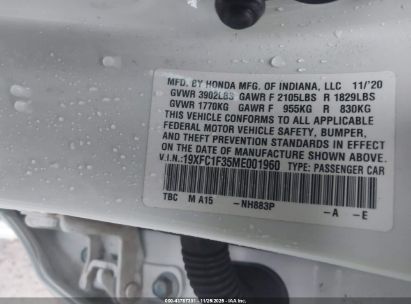 MFD. BY HONDA MFG. OF INDIANA, LLC 11/'20
GVWR 3902LBS GAWR F 2105LBS R 1829LBS
GVWR 1770KG GAWR F 955KG R 830KG
THIS VEHICLE CONFORMS TO ALL APPLICABLE
FEDERAL MOTOR VEHICLE SAFETY, BUMPER,
AND THEFT PREVENTION STANDARDS IN EFFECT
ON THE DATE OF MANUFACTURE SHOWN ABOVE.
V.I.N.:19XFC1F35ME001960 TYPE: PASSENGER CAR
TBC M A15 -NH883P -A -E